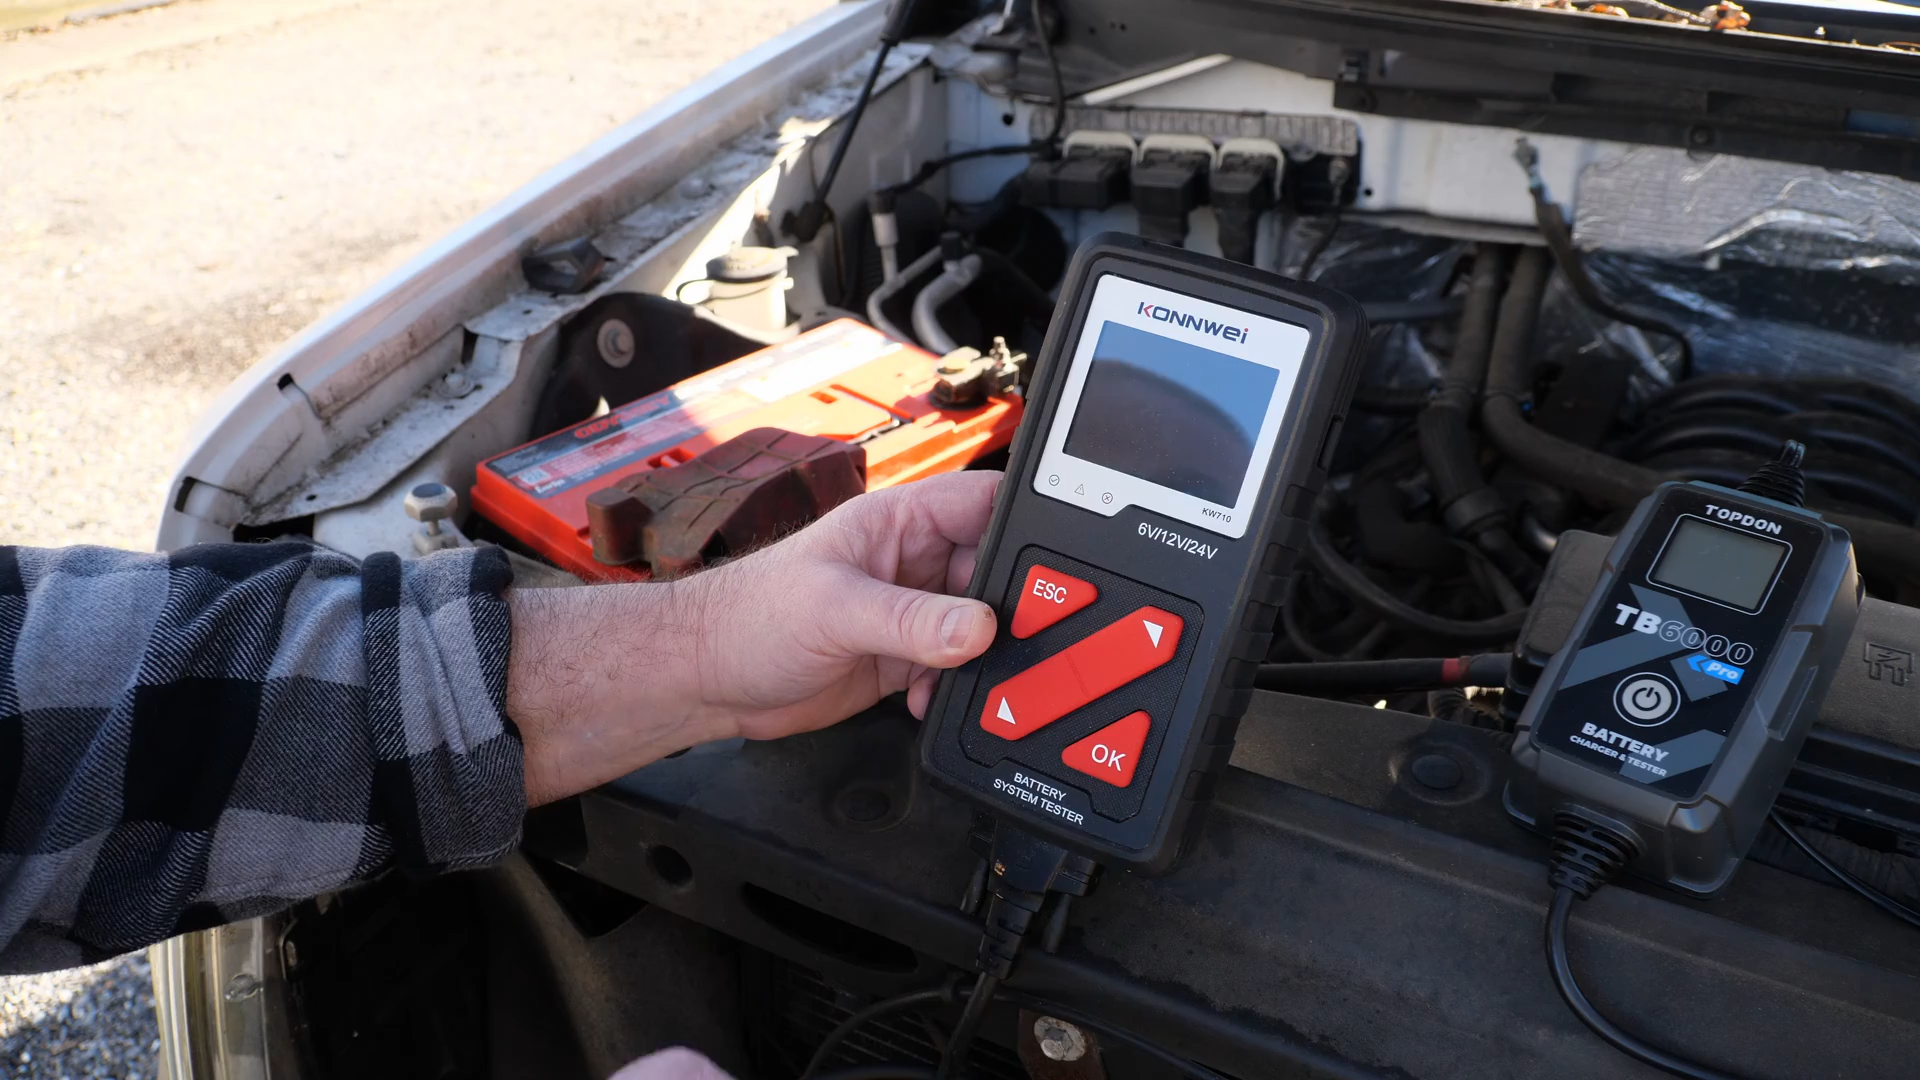 KONNWEI
KW710
6V/12V/24V
ESC
OK
BATTERY
SYSTEM TESTER
TOPDON
TB6000
Pro
BATTERY
CHARGER & TESTER